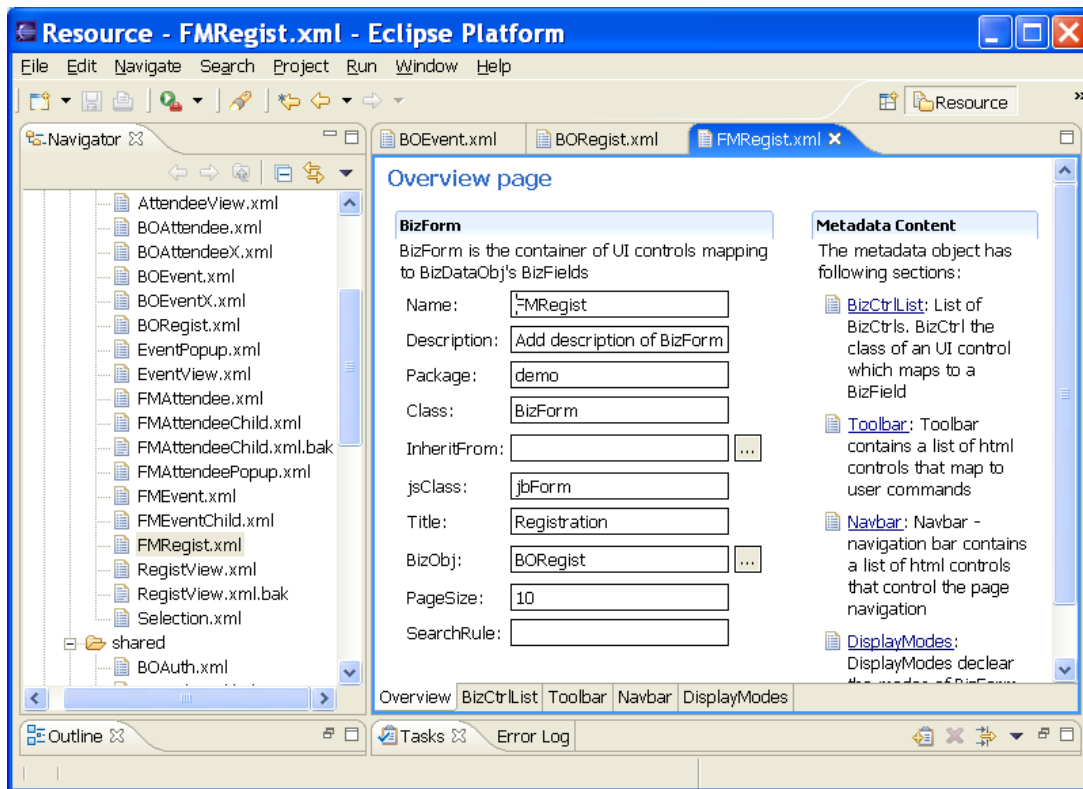 Resource - FMRegist.xml - Eclipse Platform
File Edit Navigate Search Project Run Window Help
Resource
»
Navigator
BOEvent.xml
BORegist.xml
FMRegist.xml
AttendeeView.xml
BOAttendee.xml
BOAttendeeX.xml
BOEvent.xml
BOEventX.xml
BORegist.xml
EventPopup.xml
EventView.xml
FMAttendee.xml
FMAttendeeChild.xml
FMAttendeeChild.xml.bak
FMAttendeePopup.xml
FMEvent.xml
FMEventChild.xml
FMRegist.xml
RegistView.xml
RegistView.xml.bak
Selection.xml
shared
BOAuth.xml
Overview page
BizForm
BizForm is the container of UI controls mapping
to BizDataObj's BizFields
Name: FMRegist
Description: Add description of BizForm
Package: demo
Class: BizForm
InheritFrom: ...
jsClass: jbForm
Title: Registration
BizObj: BORegist ...
PageSize: 10
SearchRule:
Metadata Content
The metadata object has
following sections:
BizCtrlList: List of
BizCtrls. BizCtrl the
class of an UI control
which maps to a
BizField
Toolbar: Toolbar
contains a list of html
controls that map to
user commands
Navbar: Navbar -
navigation bar contains
a list of html controls
that control the page
navigation
DisplayModes:
DisplayModes declear
Overview BizCtrlList Toolbar Navbar DisplayModes
Outline
Tasks
Error Log